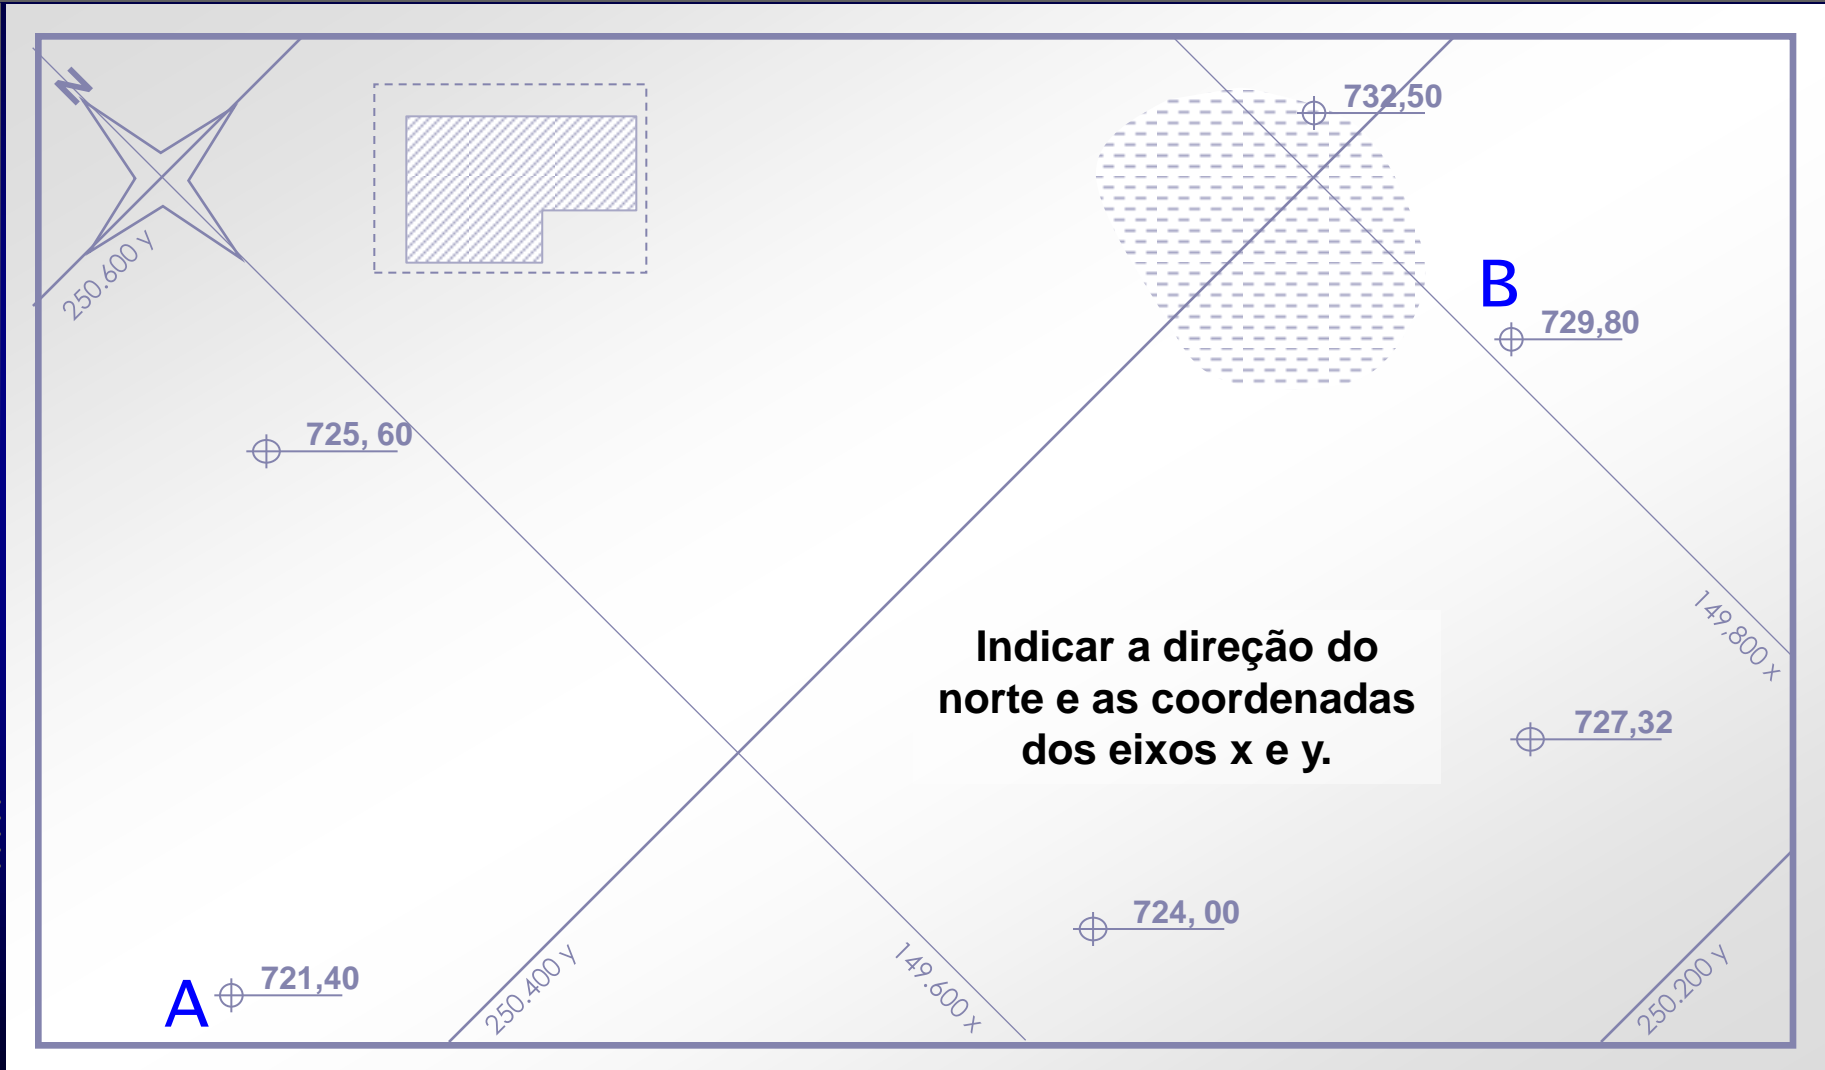 N
732,50
250.600 y
B
729,80
725, 60
149,800 x
Indicar a direção do
norte e as coordenadas
dos eixos x e y.
727,32
724, 00
721,40
A
250.400 y
149.600 x
250.200 y